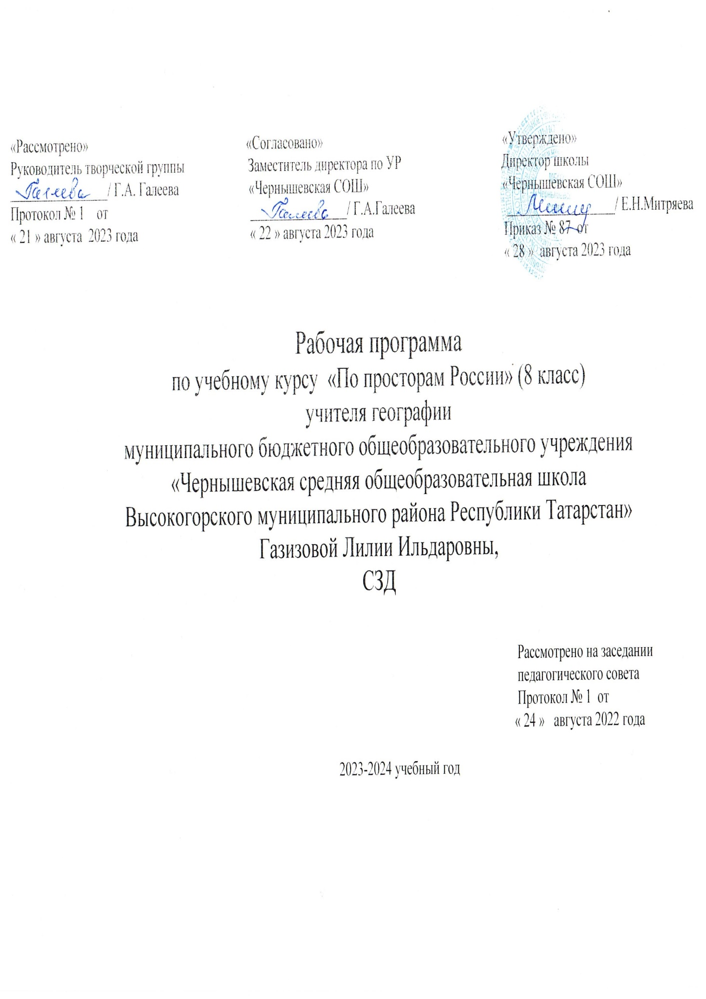 «Рассмотрено»
Руководитель творческой группы
Галеева / Г.А. Галеева
Протокол № 1 от
« 21 » августа 2023 года
«Согласовано»
Заместитель директора по УР
«Чернышевская СОШ»
Галеева / Г.А.Галеева
« 22 » августа 2023 года
«Утверждено»
Директор школы
«Чернышевская СОШ»
/ Е.Н.Митряева
Приказ № 87 от
« 28 » августа 2023 года
Рабочая программа
по учебному курсу «По просторам России» (8 класс)
учителя географии
муниципального бюджетного общеобразовательного учреждения
«Чернышевская средняя общеобразовательная школа
Высокогорского муниципального района Республики Татарстан»
Газизовой Лилии Ильдаровны,
СЗД
Рассмотрено на заседании
педагогического совета
Протокол № 1 от
« 24 » августа 2022 года
2023-2024 учебный год